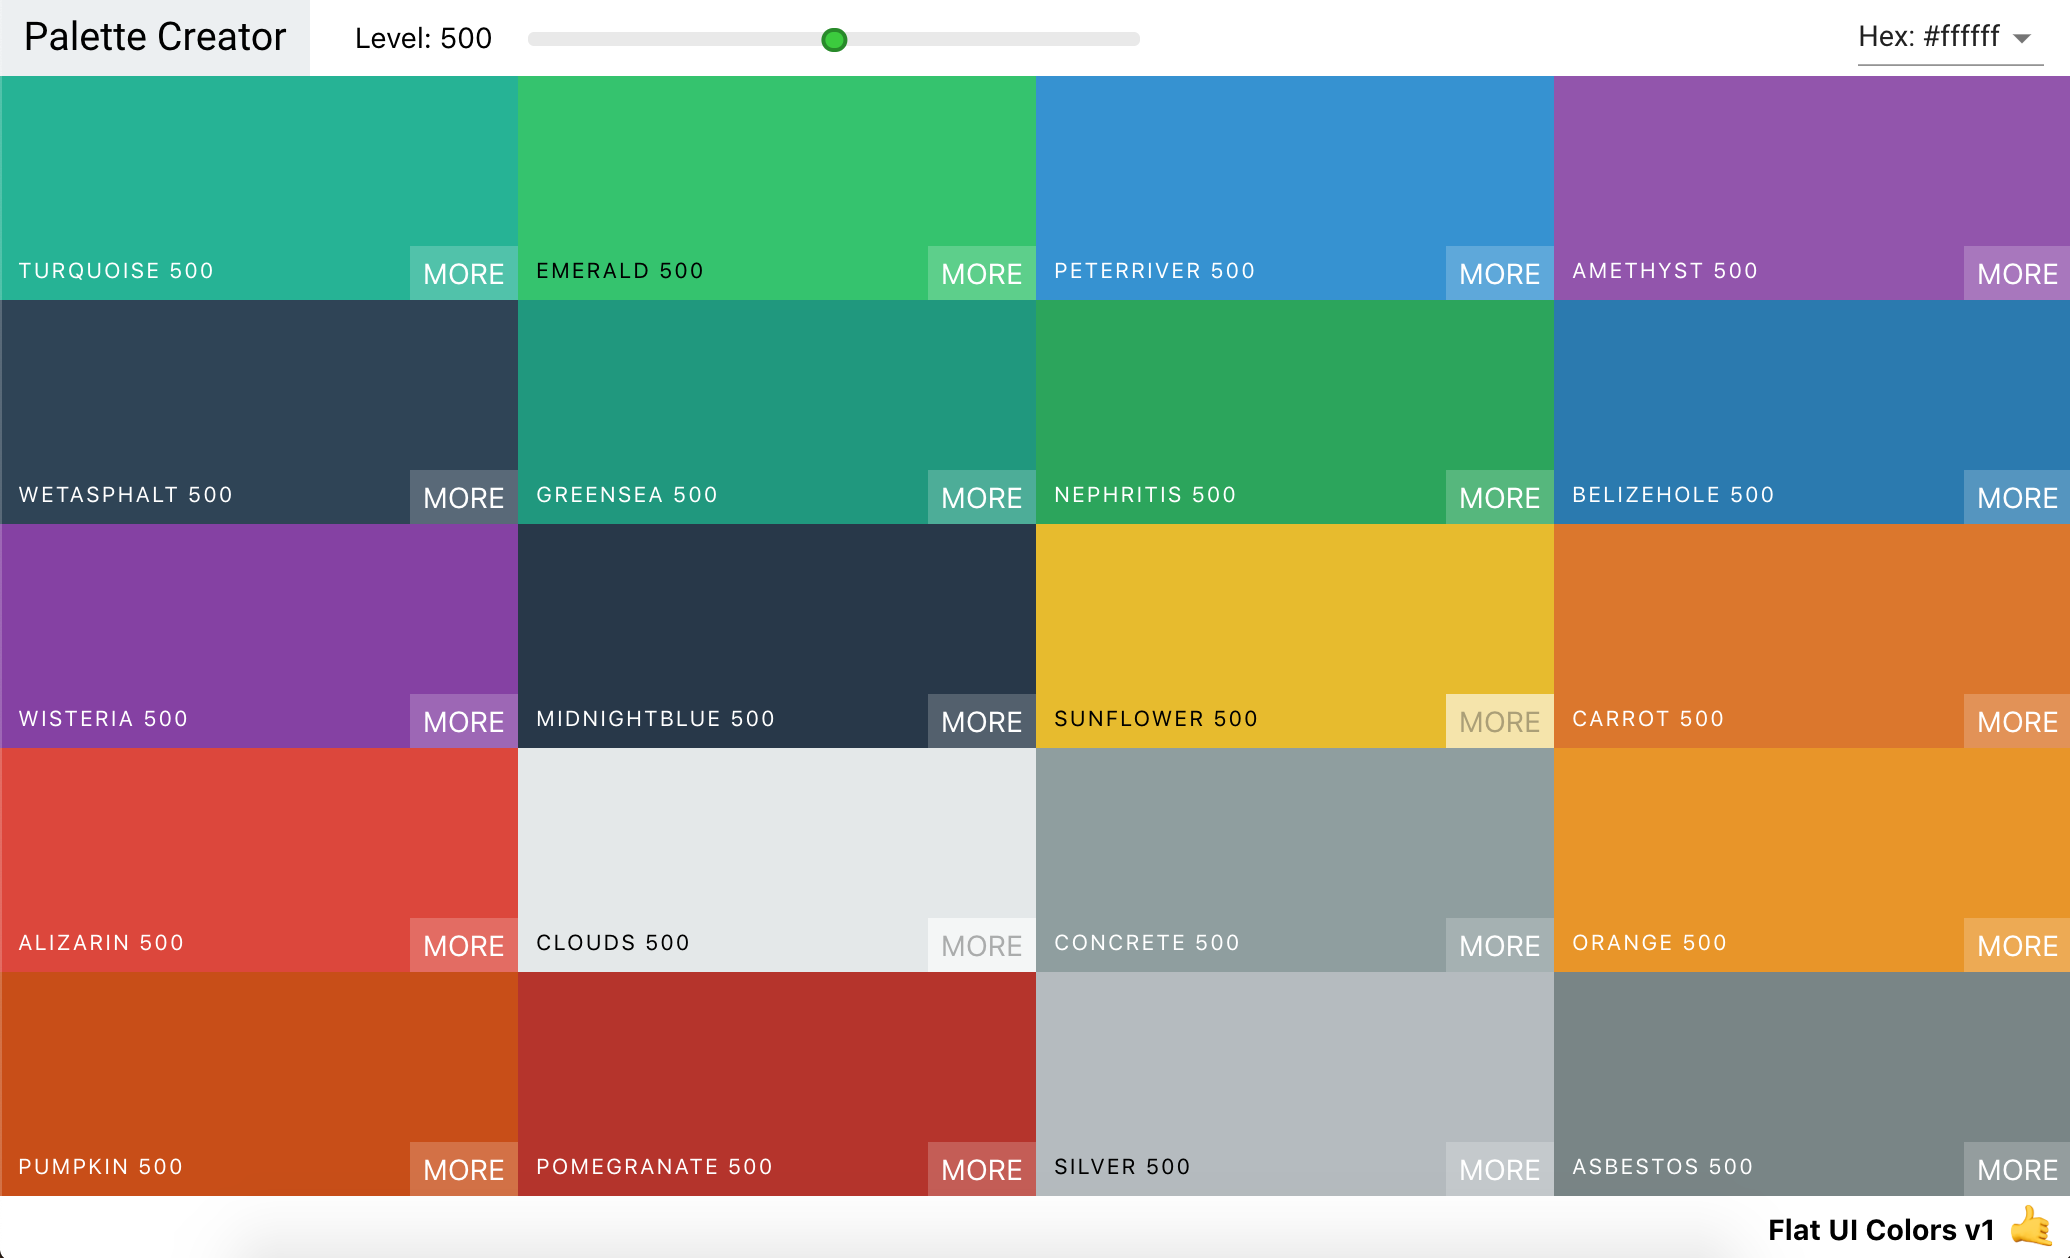 Palette Creator Level: 500 Hex: #ffffff
TURQUOISE 500 MORE EMERALD 500 MORE PETERRIVER 500 MORE AMETHYST 500 MORE
WETASPHALT 500 MORE GREENSEA 500 MORE NEPHRITIS 500 MORE BELIZEHOLE 500 MORE
WISTERIA 500 MORE MIDNIGHTBLUE 500 MORE SUNFLOWER 500 MORE CARROT 500 MORE
ALIZARIN 500 MORE CLOUDS 500 MORE CONCRETE 500 MORE ORANGE 500 MORE
PUMPKIN 500 MORE POMEGRANATE 500 MORE SILVER 500 MORE ASBESTOS 500 MORE
Flat UI Colors v1 🤙